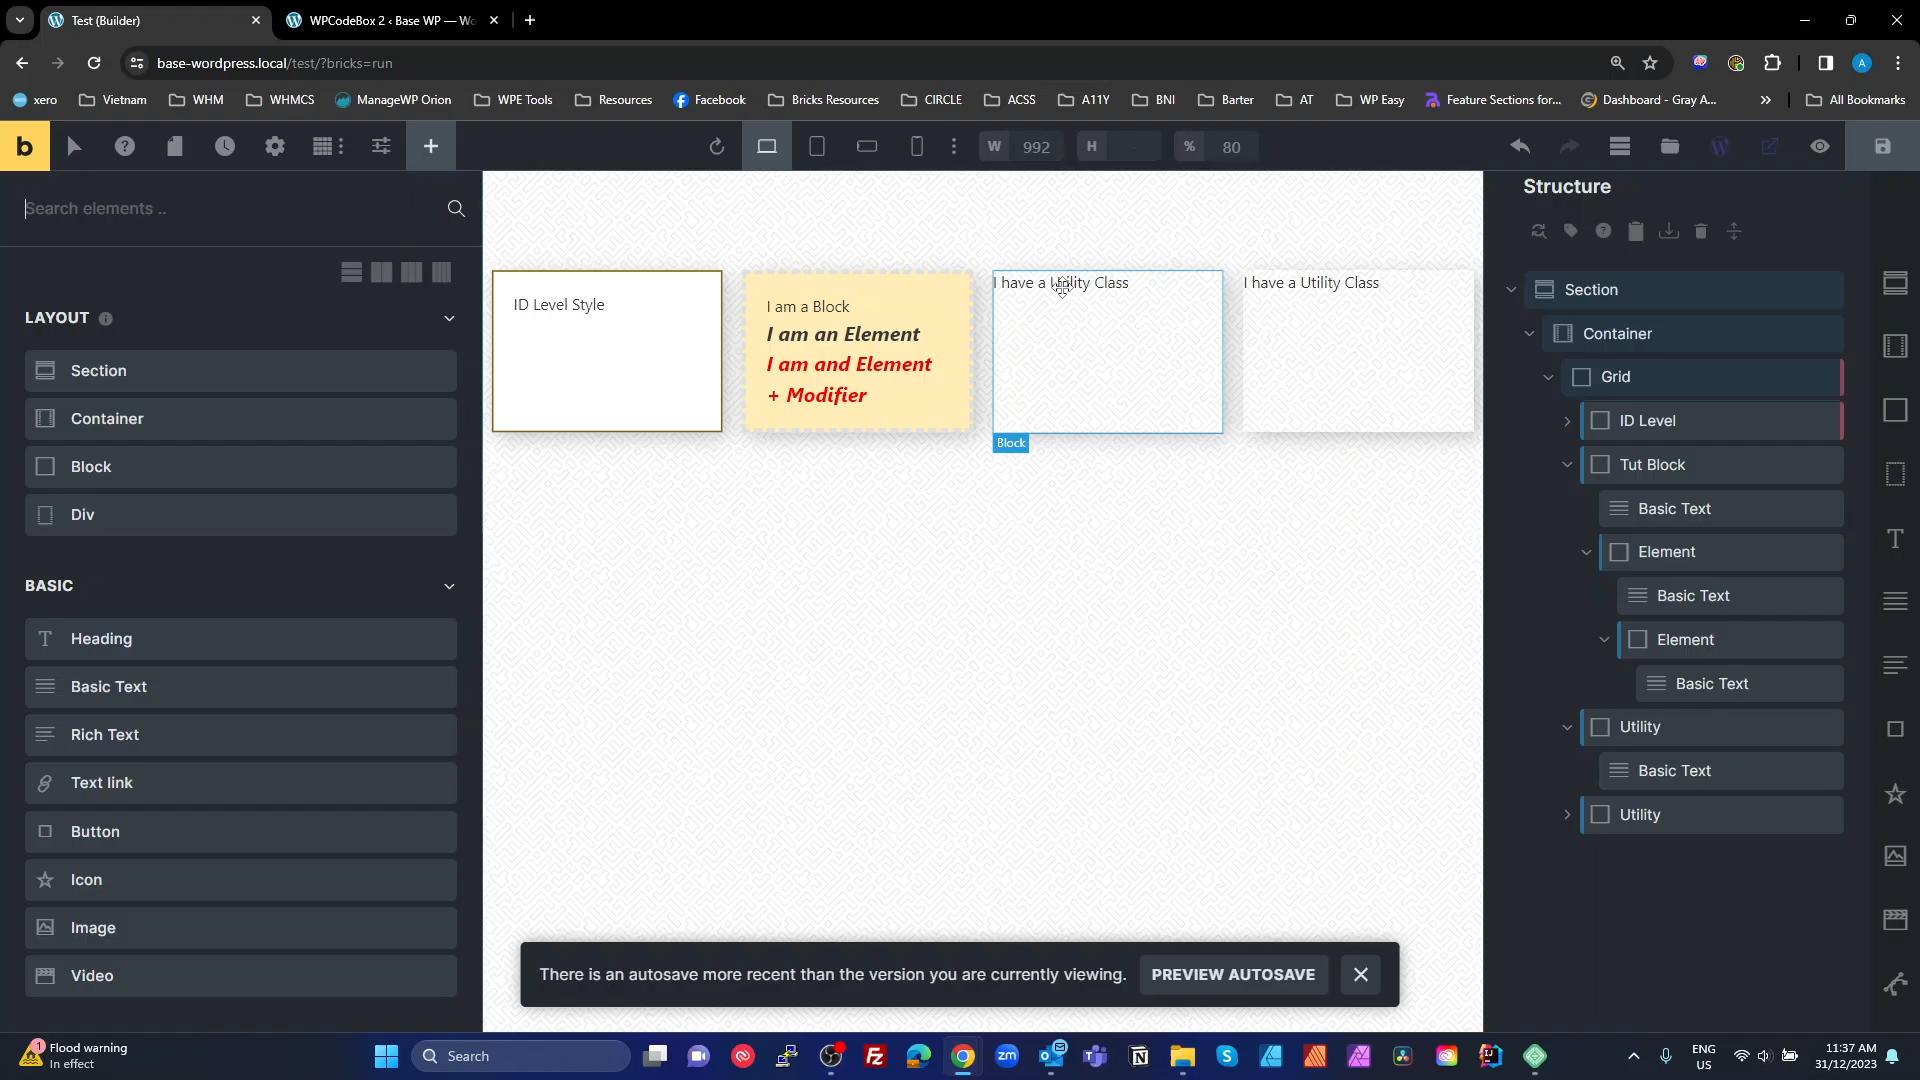 Test (Builder)
WPCodeBox 2 ‹ Base WP — Wo
base-wordpress.local/test/?bricks=run
A
xero
Vietnam
WHM
WHMCS
ManageWP Orion
WPE Tools
Resources
Facebook
Bricks Resources
CIRCLE
ACSS
A11Y
BNI
Barter
AT
WP Easy
Feature Sections for...
Dashboard - Gray A...
All Bookmarks
b
W 992
H
% 80
Search elements ..
LAYOUT
Section
Container
Block
Div
BASIC
Heading
Basic Text
Rich Text
Text link
Button
Icon
Image
Video
ID Level Style
I am a Block
I am an Element
I am and Element
+ Modifier
I have a Utility Class
Block
I have a Utility Class
There is an autosave more recent than the version you are currently viewing.
PREVIEW AUTOSAVE
Structure
Section
Container
Grid
ID Level
Tut Block
Basic Text
Element
Basic Text
Element
Basic Text
Utility
Basic Text
Utility
1
Flood warning
In effect
Search
zm
ENG
US
11:37 AM
31/12/2023